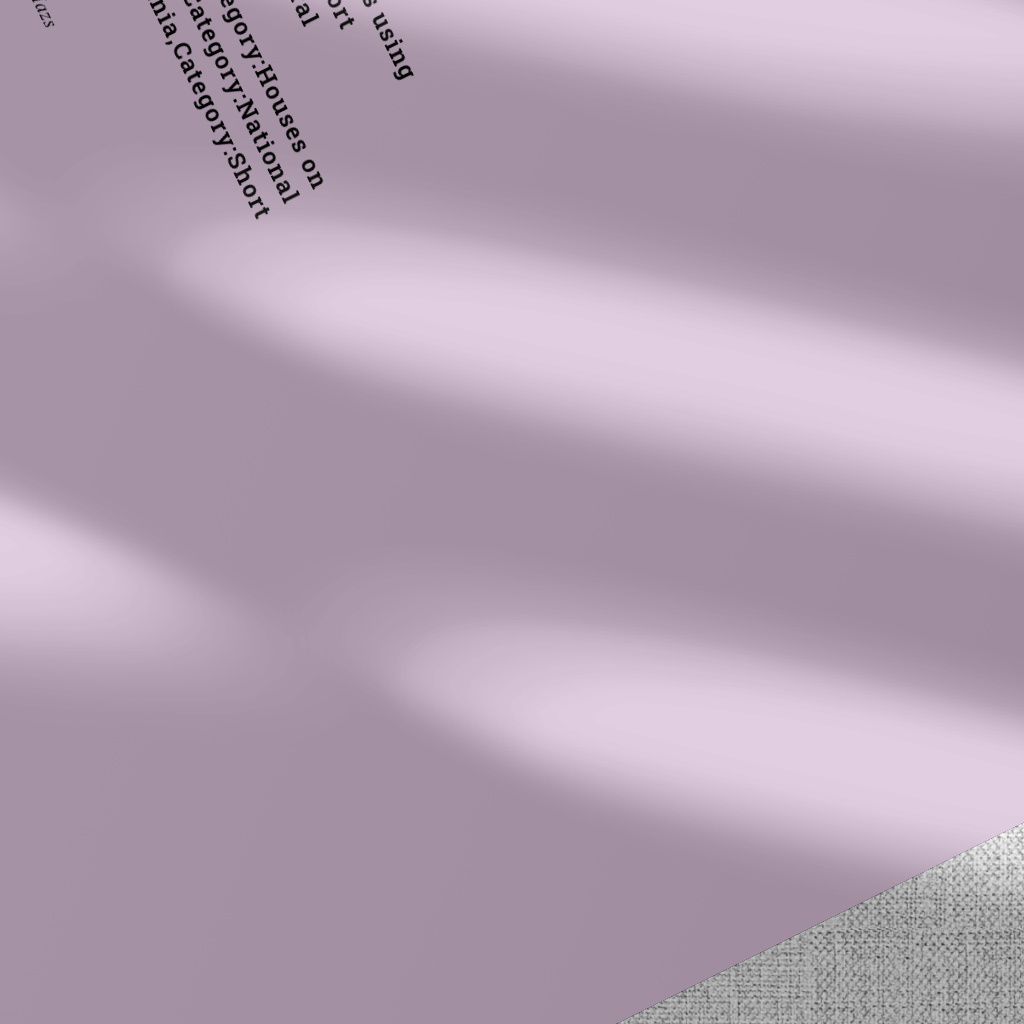 s using
ort
al
egory:Houses on
Category:National
nia,Category:Short